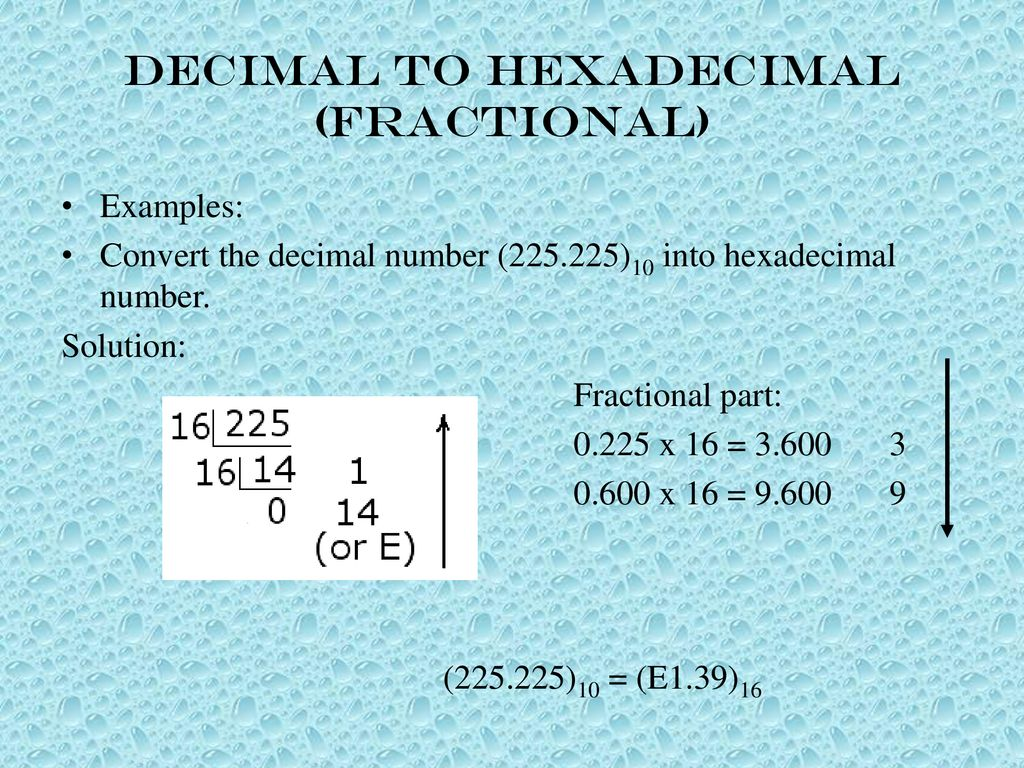 DECIMAL TO HEXADECIMAL
(FRACTIONAL)
• Examples:
• Convert the decimal number (225.225)10 into hexadecimal
number.
Solution:
16 225
16 14 1
0 14
(or E)
Fractional part:
0.225 x 16 = 3.600 3
0.600 x 16 = 9.600 9
(225.225)10 = (E1.39)16